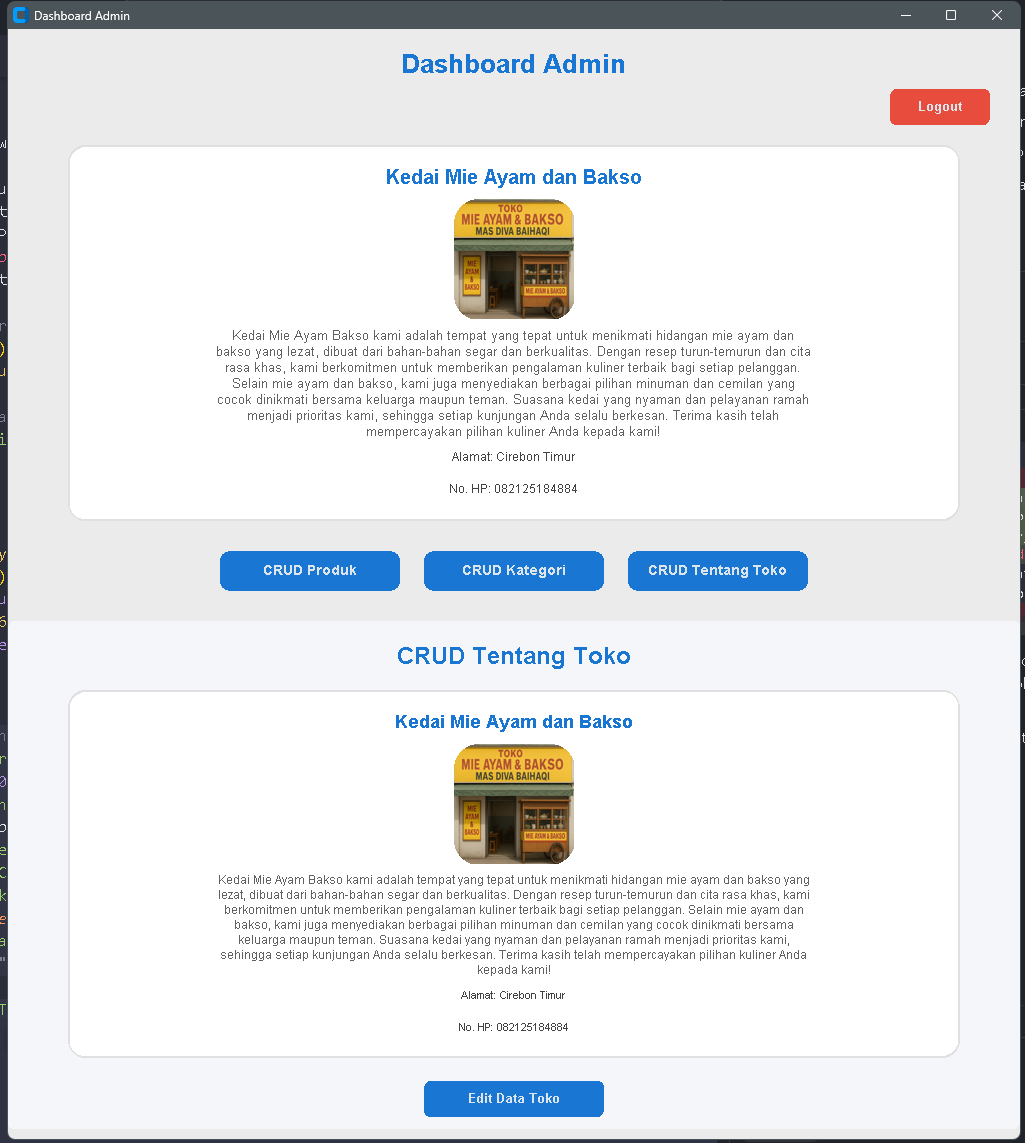 Dashboard Admin
Dashboard Admin
Logout
Kedai Mie Ayam dan Bakso
TOKO
MIE AYAM & BAKSO
MAS DIVA BAIHAQI
MIE
AYAM
&
BAKSO
MIE AYAM & BAKSO
Kedai Mie Ayam Bakso kami adalah tempat yang tepat untuk menikmati hidangan mie ayam dan
bakso yang lezat, dibuat dari bahan-bahan segar dan berkualitas. Dengan resep turun-temurun dan cita
rasa khas, kami berkomitmen untuk memberikan pengalaman kuliner terbaik bagi setiap pelanggan.
Selain mie ayam dan bakso, kami juga menyediakan berbagai pilihan minuman dan cemilan yang
cocok dinikmati bersama keluarga maupun teman. Suasana kedai yang nyaman dan pelayanan ramah
menjadi prioritas kami, sehingga setiap kunjungan Anda selalu berkesan. Terima kasih telah
mempercayakan pilihan kuliner Anda kepada kami!
Alamat: Cirebon Timur
No. HP: 082125184884
CRUD Produk
CRUD Kategori
CRUD Tentang Toko
CRUD Tentang Toko
Kedai Mie Ayam dan Bakso
TOKO
MIE AYAM & BAKSO
MAS DIVA BAIHAQI
MIE
AYAM
&
BAKSO
MIE AYAM & BAKSO
Kedai Mie Ayam Bakso kami adalah tempat yang tepat untuk menikmati hidangan mie ayam dan bakso yang
lezat, dibuat dari bahan-bahan segar dan berkualitas. Dengan resep turun-temurun dan cita rasa khas, kami
berkomitmen untuk memberikan pengalaman kuliner terbaik bagi setiap pelanggan. Selain mie ayam dan
bakso, kami juga menyediakan berbagai pilihan minuman dan cemilan yang cocok dinikmati bersama
keluarga maupun teman. Suasana kedai yang nyaman dan pelayanan ramah menjadi prioritas kami,
sehingga setiap kunjungan Anda selalu berkesan. Terima kasih telah mempercayakan pilihan kuliner Anda
kepada kami!
Alamat: Cirebon Timur
No. HP: 082125184884
Edit Data Toko